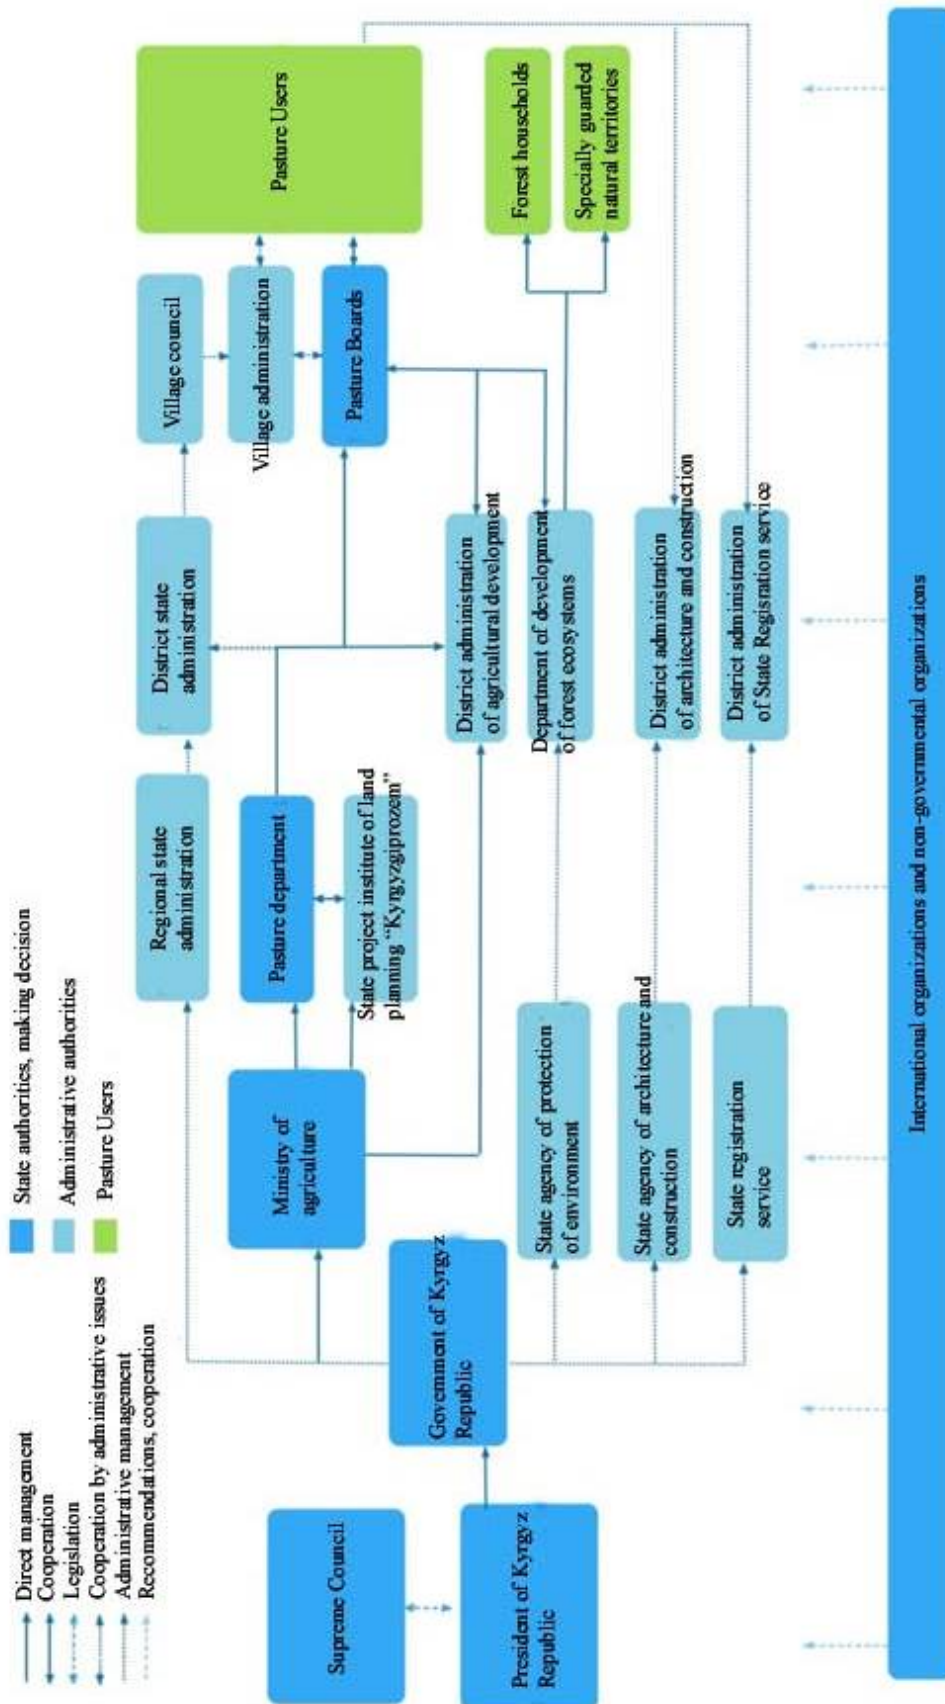 Direct management
Cooperation
Legislation
Cooperation by administrative issues
Administrative management
Recommendations, cooperation
State authorities, making decision
Administrative authorities
Pasture Users
Supreme Council
President of Kyrgyz
Republic
Government of Kyrgyz
Republic
Ministry of
agriculture
State agency of protection
of environment
State agency of architecture and
construction
State registration
service
Regional state
administration
Pasture department
State project institute of land
planning “Kyrgyzgiprozem”
District state
administration
District administration
of agricultural development
Department of development
of forest ecosystems
District administration
of architecture and construction
District administration
of State Regisration service
Village council
Village administration
Pasture Boards
Pasture Users
Forest households
Specially guarded
natural territories
International organizations and non-governmental organizations